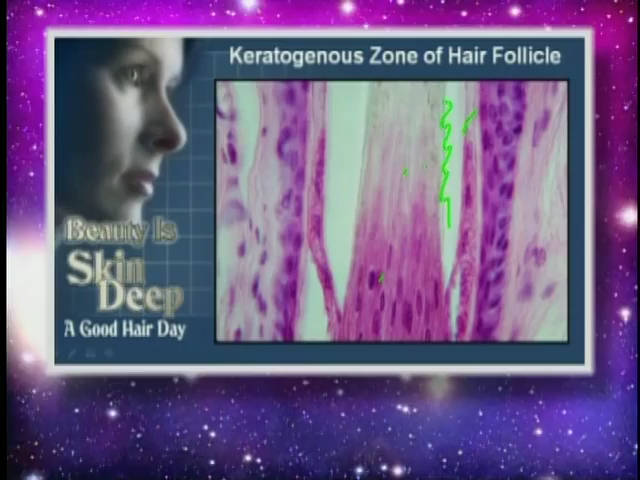 Keratogenous Zone of Hair Follicle
Beauty Is
Skin
Deep
A Good Hair Day